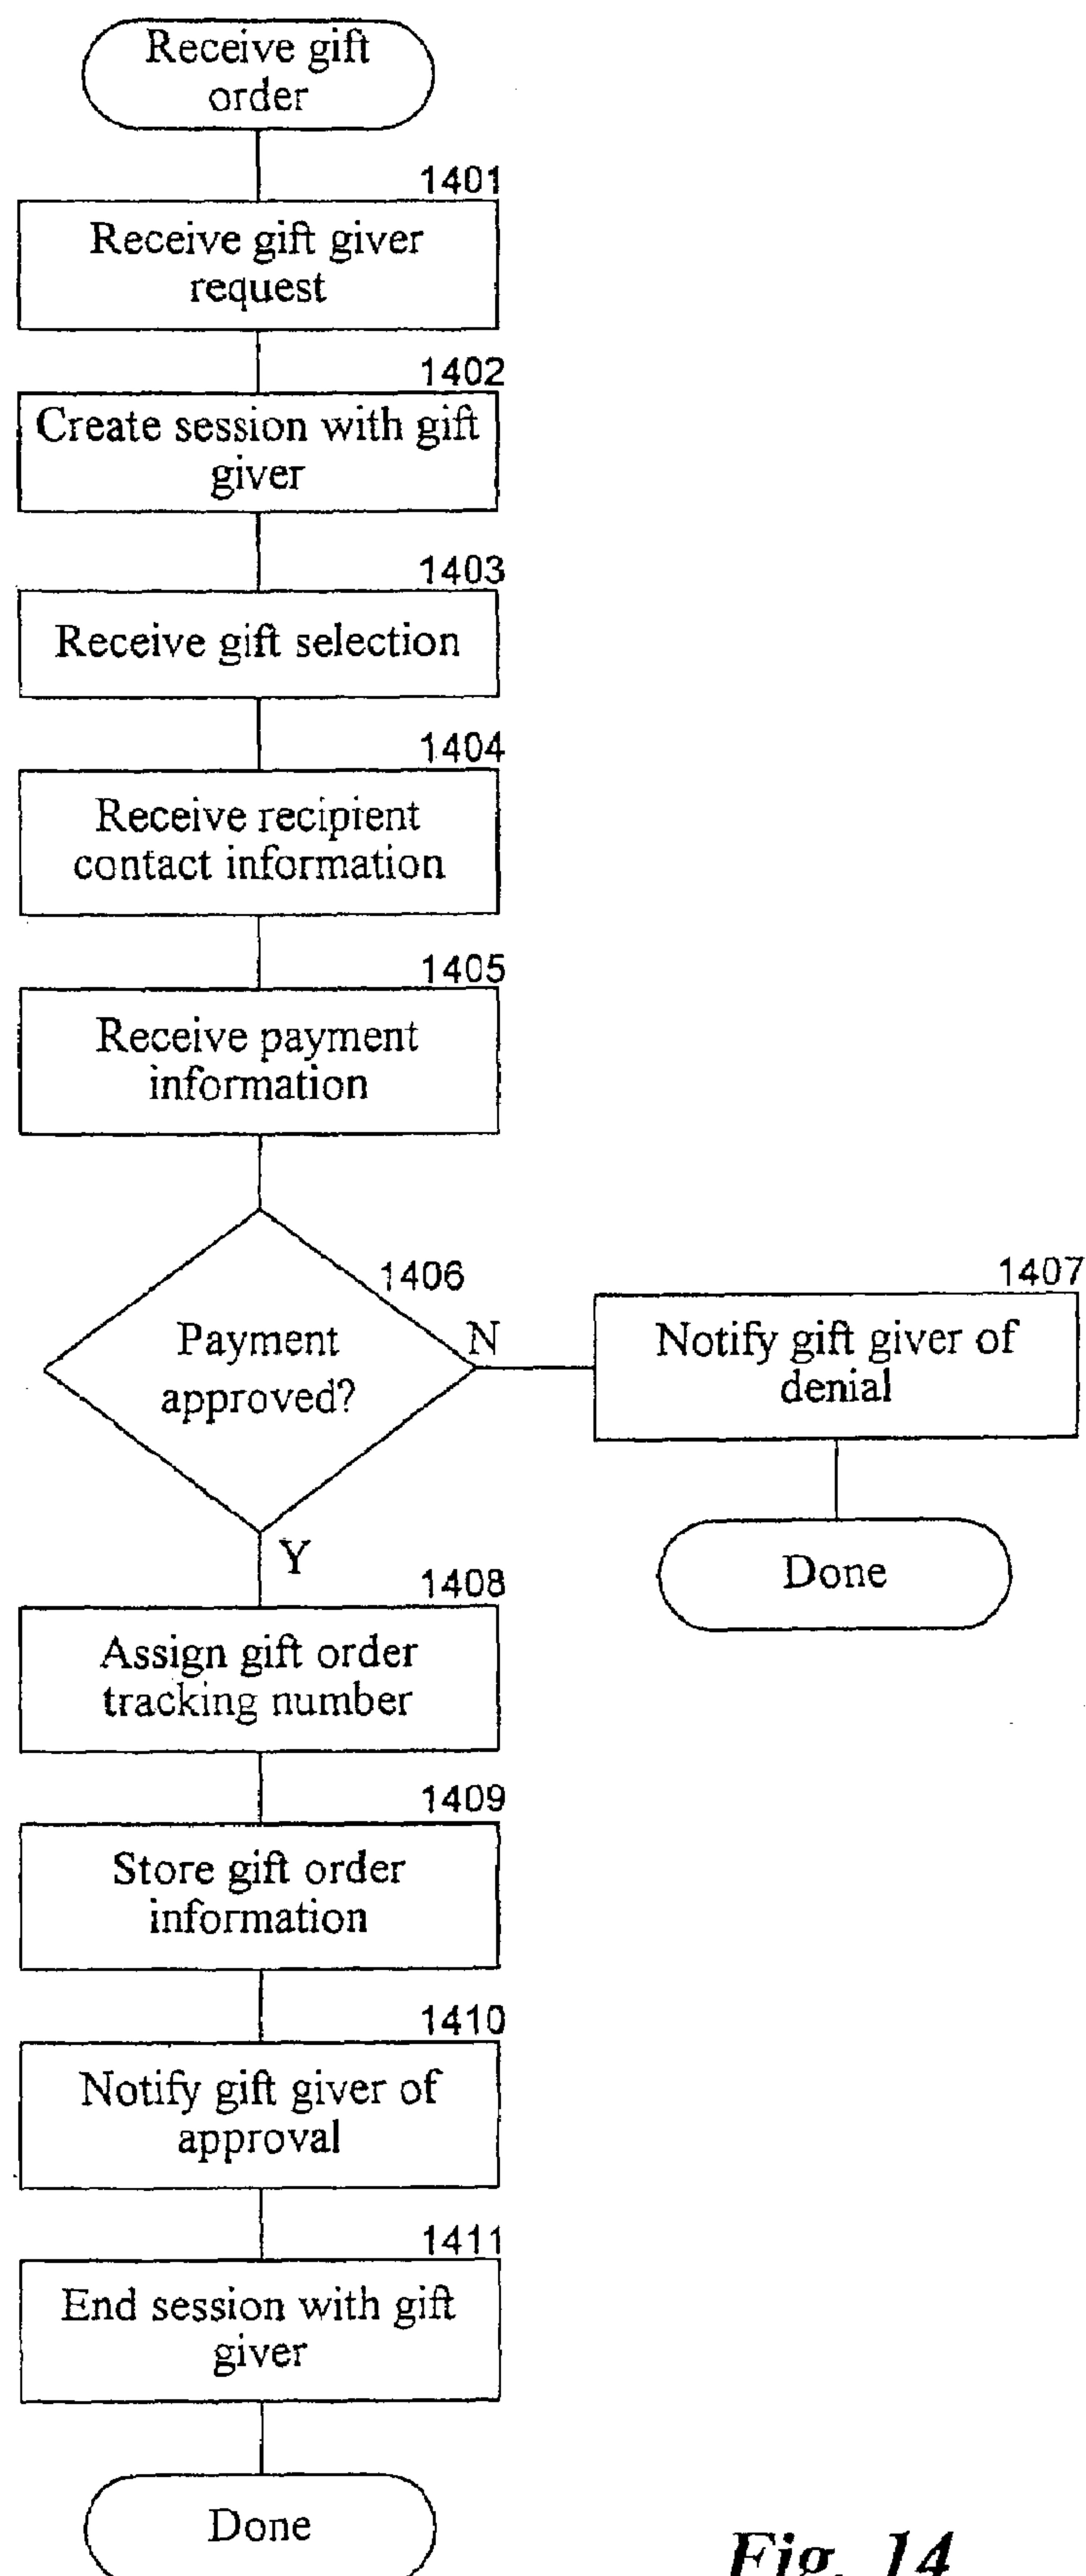 Receive gift
order
1401
Receive gift giver
request
1402
Create session with gift
giver
1403
Receive gift selection
1404
Receive recipient
contact information
1405
Receive payment
information
1406
Payment
approved?
N
1407
Notify gift giver of
denial
Done
Y
1408
Assign gift order
tracking number
1409
Store gift order
information
1410
Notify gift giver of
approval
1411
End session with gift
giver
Done
Fig. 14